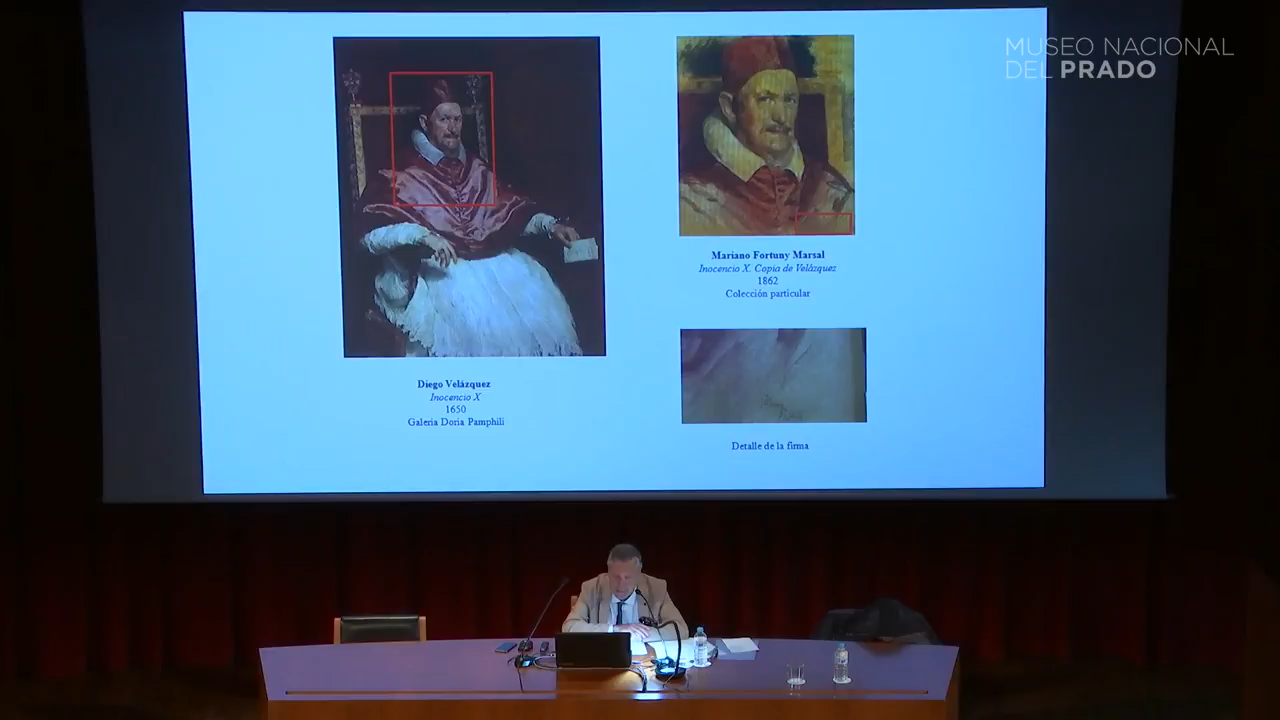 MUSEO NACIONAL
DEL PRADO
Diego Velázquez
Inocencio X
1650
Galeria Doria Pamphili
Mariano Fortuny Marsal
Inocencio X. Copia de Velázquez
1862
Colección particular
Detalle de la firma